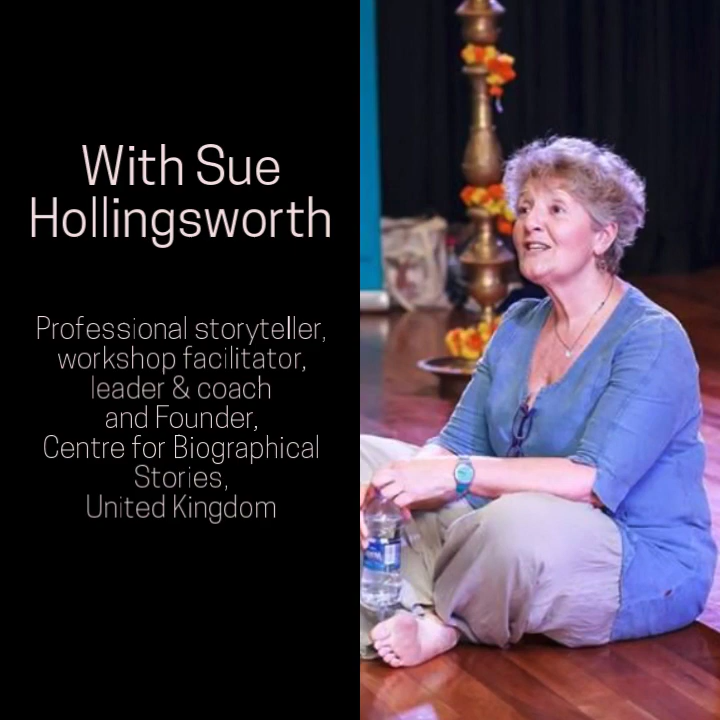 With Sue
Hollingsworth
Professional storyteller,
workshop facilitator,
leader & coach
and Founder,
Centre for Biographical
Stories,
United Kingdom